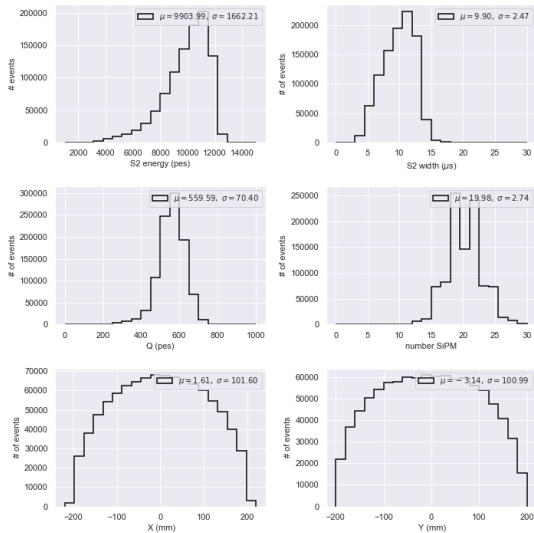 μ=9903.99, σ=1662.21
200000
150000
100000
50000
0
# of events
2000 4000 6000 8000 10000 12000 14000
S2 energy (pes)
μ=9.90, σ=2.47
200000
150000
100000
50000
0
# of events
0 5 10 15 20 25 30
S2 width (μs)
μ=559.59, σ=70.40
300000
250000
200000
150000
100000
50000
0
# of events
0 200 400 600 800 1000
Q (pes)
μ=19.98, σ=2.74
250000
200000
150000
100000
50000
0
# of events
0 5 10 15 20 25 30
number SiPM
μ=1.61, σ=101.60
70000
60000
50000
40000
30000
20000
10000
0
# of events
−200 −100 0 100 200
X (mm)
μ=−3.14, σ=100.99
60000
50000
40000
30000
20000
10000
0
# of events
−200 −100 0 100 200
Y (mm)